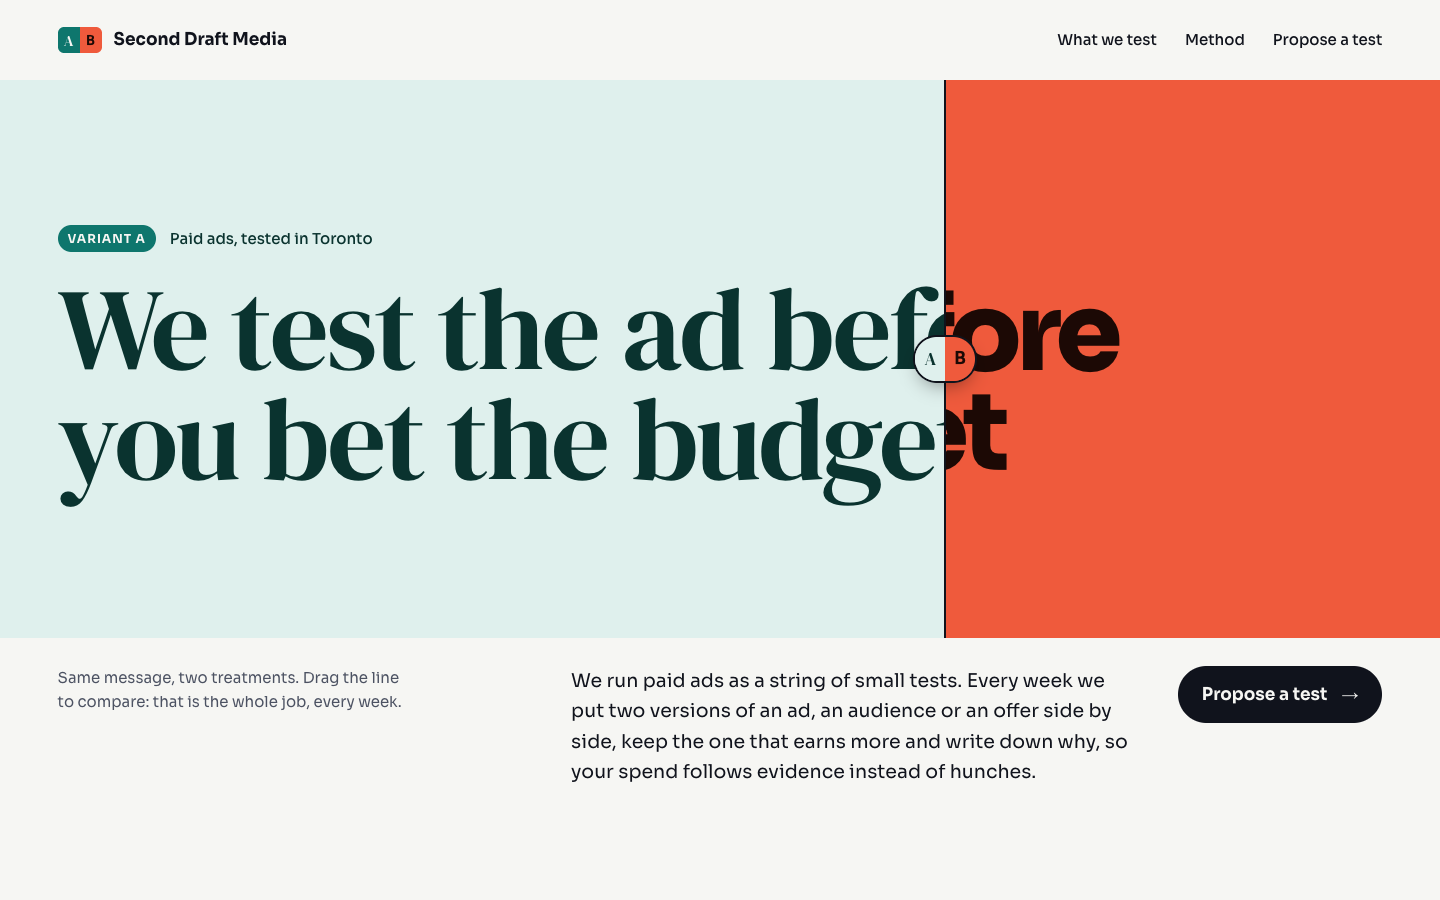 A B Second Draft Media
What we test
Method
Propose a test
VARIANT A
Paid ads, tested in Toronto
We test the ad before
you bet the budget
A B
Same message, two treatments. Drag the line
to compare: that is the whole job, every week.
We run paid ads as a string of small tests. Every week we
put two versions of an ad, an audience or an offer side by
side, keep the one that earns more and write down why, so
your spend follows evidence instead of hunches.
Propose a test →